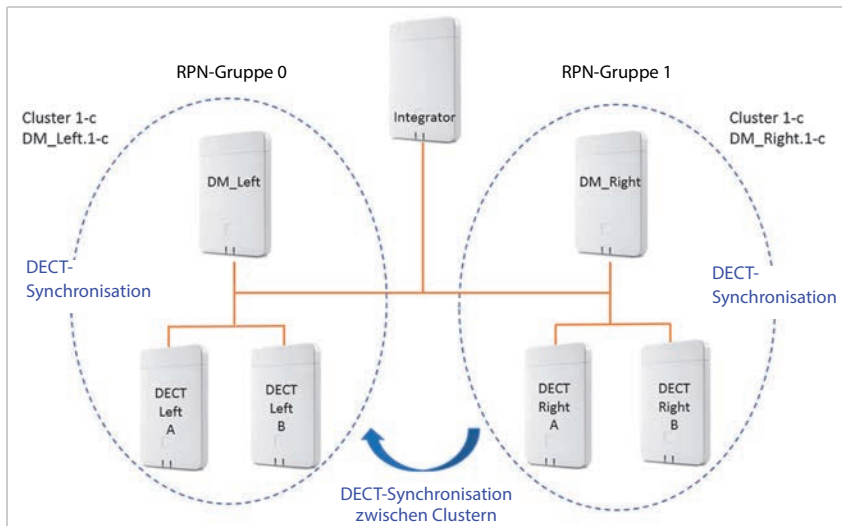 RPN-Gruppe 0
RPN-Gruppe 1
Integrator
Cluster 1-c
DM_Left.1-c
Cluster 1-c
DM_Right.1-c
DM_Left
DM_Right
DECT-
Synchronisation
DECT-
Synchronisation
DECT
Left
A
DECT
Left
B
DECT
Right
A
DECT
Right
B
DECT-Synchronisation
zwischen Clustern